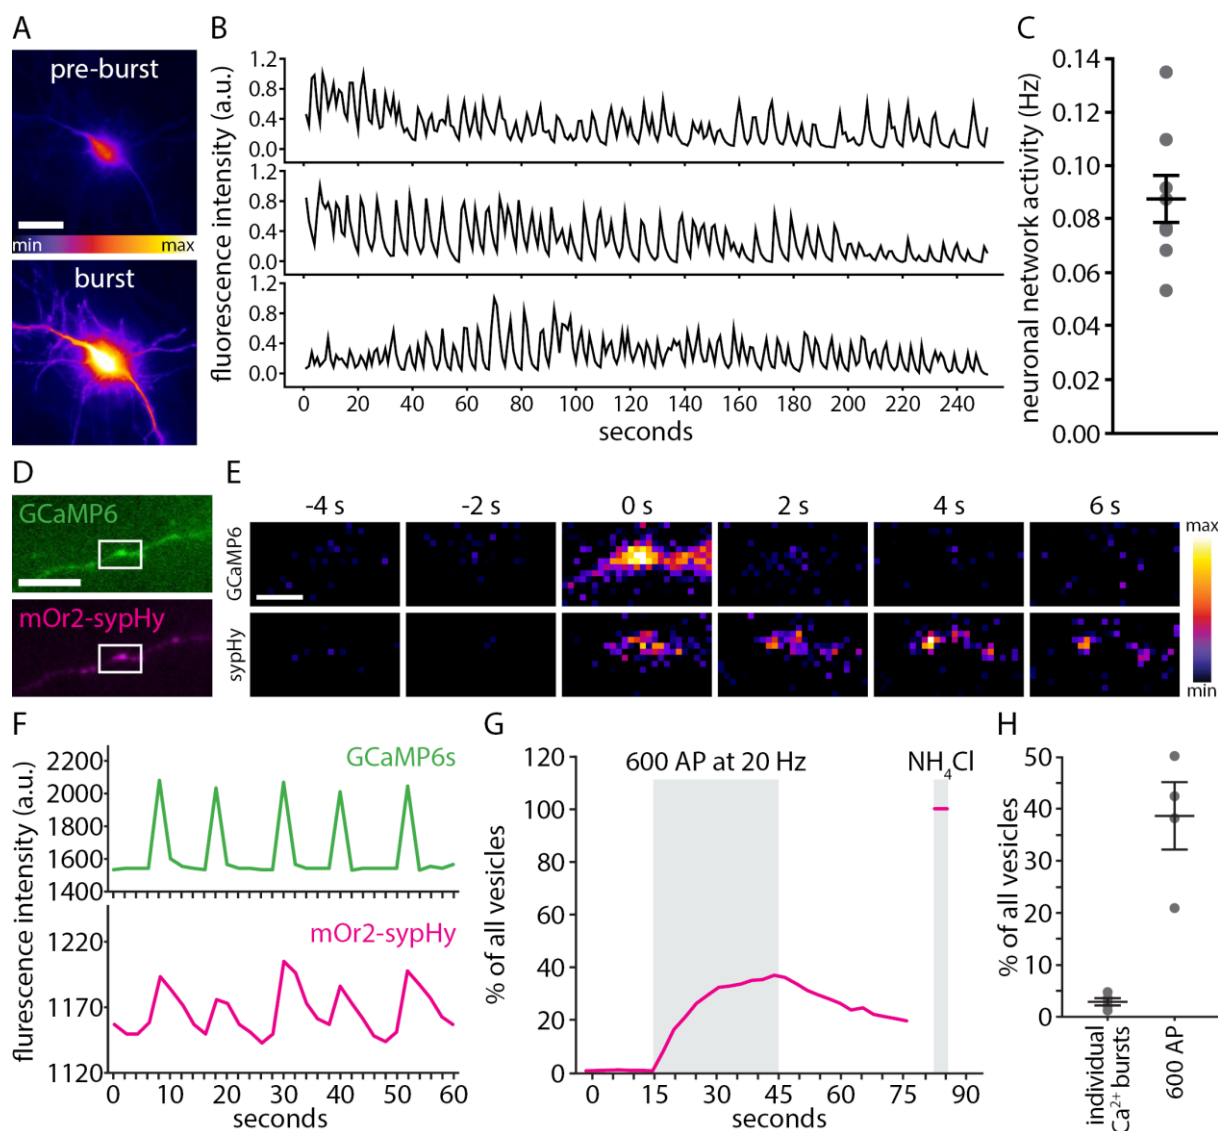 A
pre-burst
min max
burst
B
fluorescence intensity (a.u.)
1.2
0.8
0.4
0.0
1.2
0.8
0.4
0.0
1.2
0.8
0.4
0.0
0 20 40 60 80 100 120 140 160 180 200 220 240
seconds
C
neuronal network activity (Hz)
0.14
0.12
0.10
0.08
0.06
0.04
0.02
0.00
D
GCaMP6
mOr2-sypHy
E
-4 s -2 s 0 s 2 s 4 s 6 s
GCaMP6
sypHy
max
min
F
flurescence intensity (a.u.)
GCaMP6s
2200
2000
1800
1600
1400
mOr2-sypHy
1220
1170
1120
0 10 20 30 40 50 60
seconds
G
% of all vesicles
120
100
80
60
40
20
0
600 AP at 20 Hz NH₄Cl
0 15 30 45 60 75 90
seconds
H
% of all vesicles
50
40
30
20
10
0
individual
Ca²⁺ bursts
600 AP